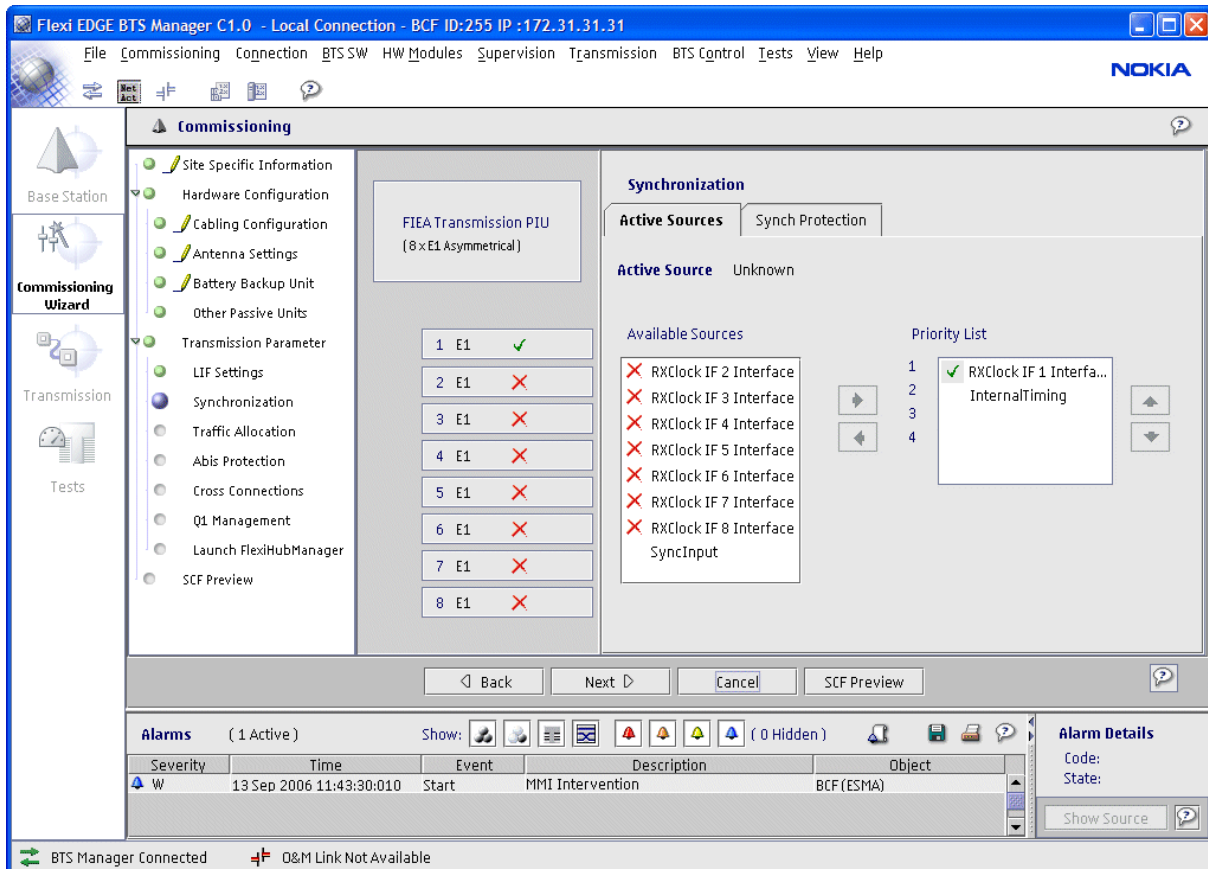 Flexi EDGE BTS Manager C1.0 - Local Connection - BCF ID:255 IP :172.31.31.31
File Commissioning Connection BTS SW HW Modules Supervision Transmission BTS Control Tests View Help
NOKIA
Net Act
Commissioning
Base Station
Commissioning Wizard
Transmission
Tests
Site Specific Information
Hardware Configuration
Cabling Configuration
Antenna Settings
Battery Backup Unit
Other Passive Units
Transmission Parameter
LIF Settings
Synchronization
Traffic Allocation
Abis Protection
Cross Connections
Q1 Management
Launch FlexiHubManager
SCF Preview
FIEA Transmission PIU
(8 x E1 Asymmetrical)
1 E1
2 E1
3 E1
4 E1
5 E1
6 E1
7 E1
8 E1
Synchronization
Active Sources Synch Protection
Active Source Unknown
Available Sources
RXClock IF 2 Interface
RXClock IF 3 Interface
RXClock IF 4 Interface
RXClock IF 5 Interface
RXClock IF 6 Interface
RXClock IF 7 Interface
RXClock IF 8 Interface
SyncInput
Priority List
1 RXClock IF 1 Interfa...
2 InternalTiming
3
4
Back Next Cancel SCF Preview
Alarms (1 Active) Show: (0 Hidden)
Severity Time Event Description Object
W 13 Sep 2006 11:43:30:010 Start MMI Intervention BCF(ESMA)
Alarm Details
Code:
State:
Show Source
BTS Manager Connected O&M Link Not Available